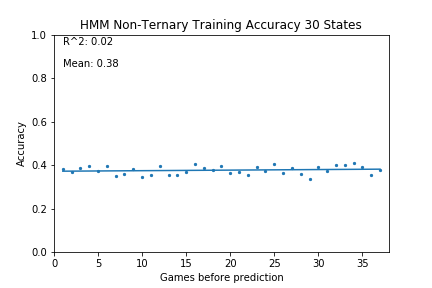 HMM Non-Ternary Training Accuracy 30 States
R^2: 0.02
Mean: 0.38
1.0
0.8
0.6
0.4
0.2
0.0
Accuracy
0 5 10 15 20 25 30 35
Games before prediction